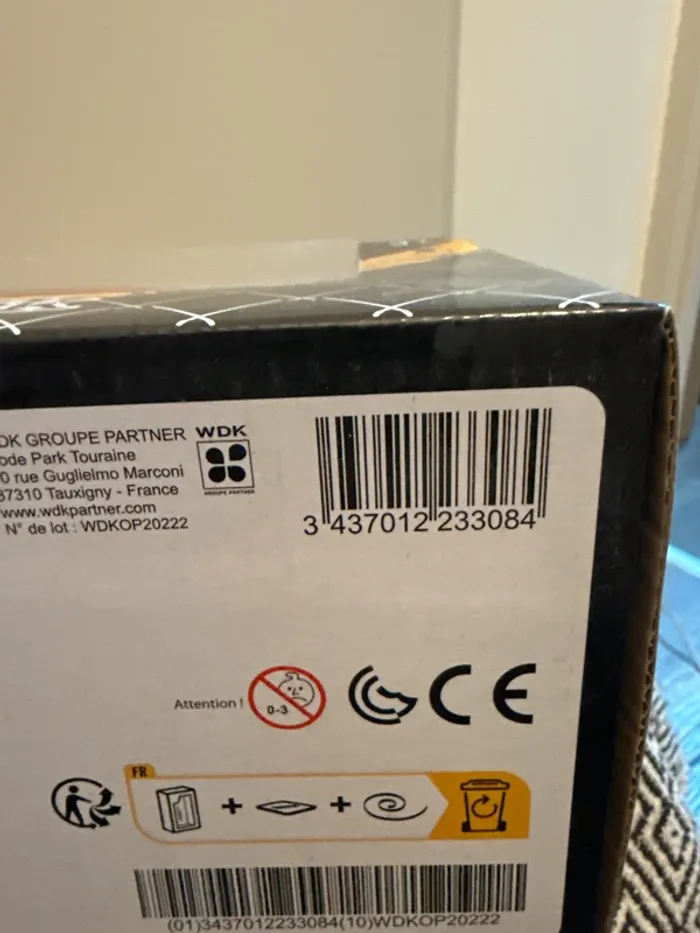 DK GROUPE PARTNER
ode Park Touraine
0 rue Guglielmo Marconi
37310 Tauxigny - France
www.wdkpartner.com
N° de lot : WDKOP20222
WDK
GROUPE PARTNER
3 437012 233084
Attention !
0-3
CE
FR
(01)3437012233084(10)WDKOP20222